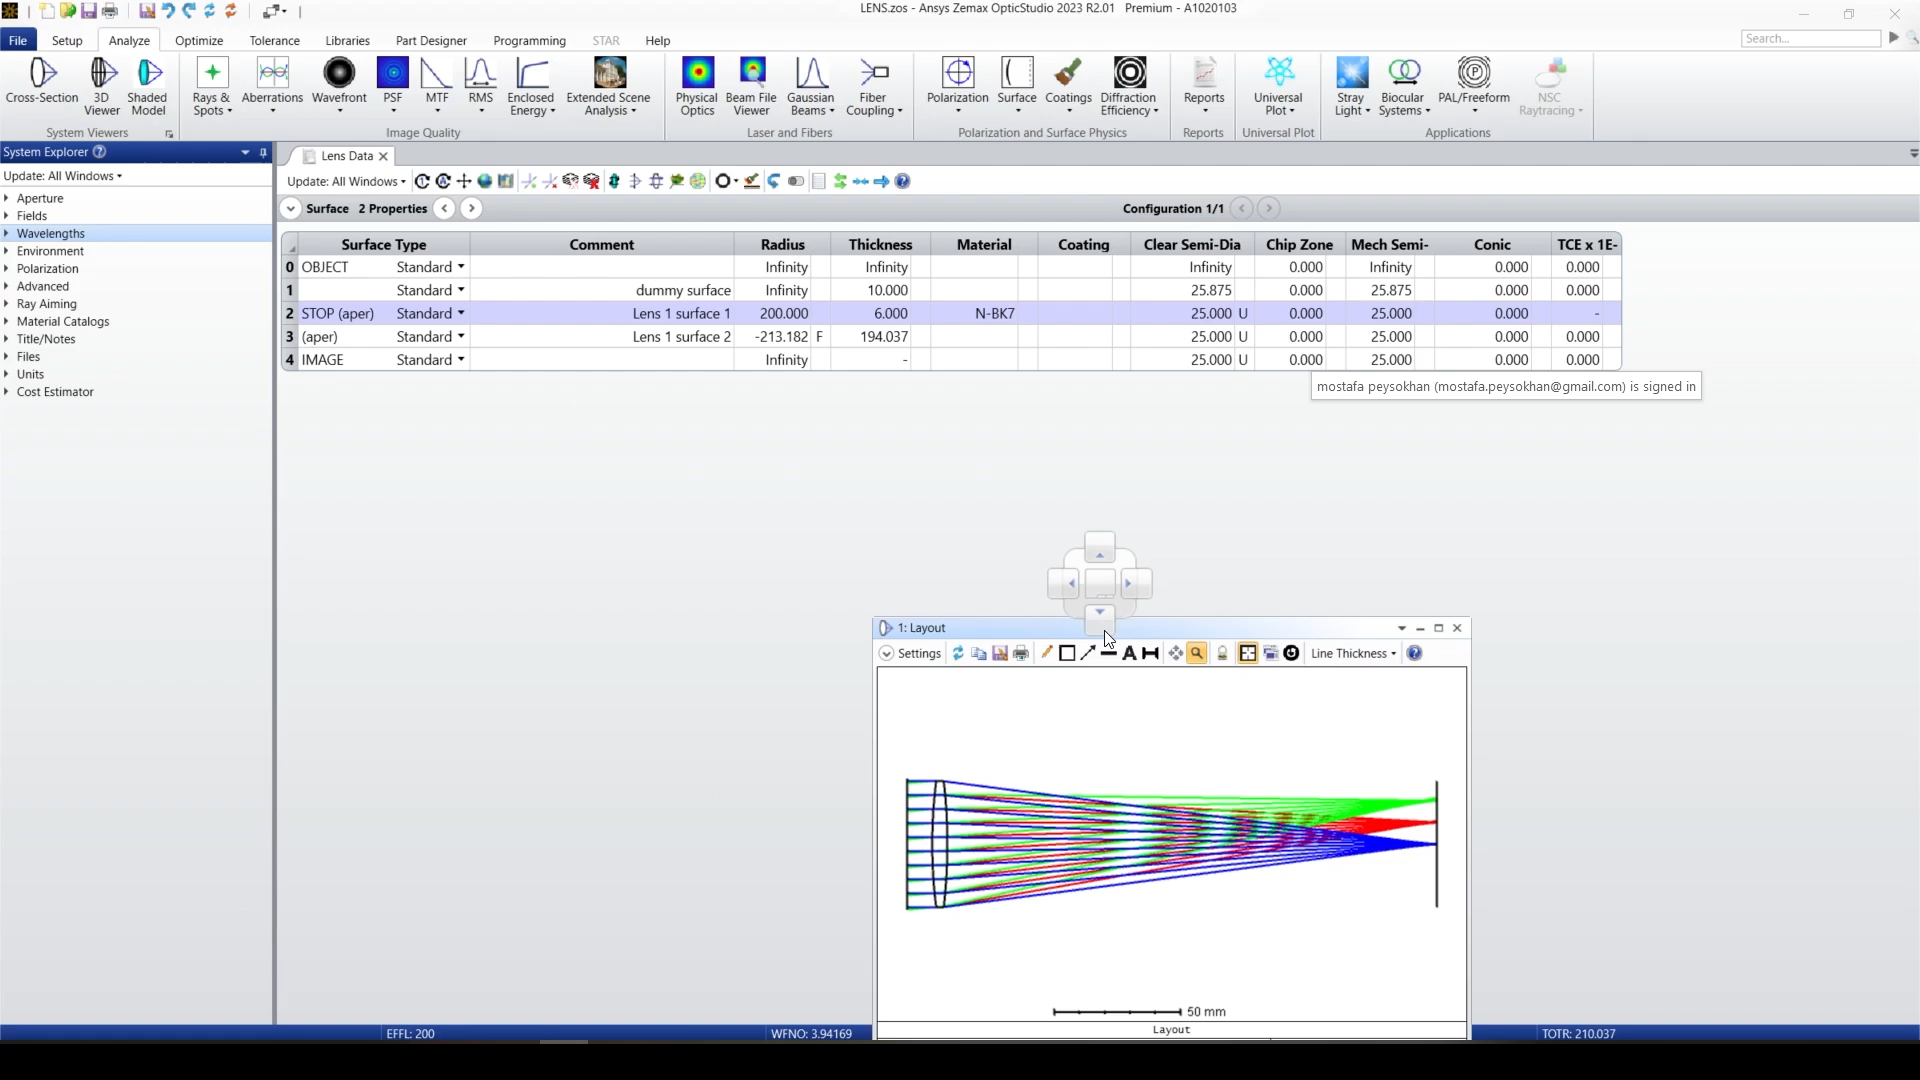 LENS.zos - Ansys Zemax OpticStudio 2023 R2.01 Premium - A1020103
File Setup Analyze Optimize Tolerance Libraries Part Designer Programming STAR Help Search...
Cross-Section 3D Viewer Shaded Model Rays & Spots Aberrations Wavefront PSF MTF RMS Enclosed Energy Extended Scene Analysis Physical Optics Beam File Viewer Gaussian Beams Fiber Coupling Polarization Surface Coatings Diffraction Efficiency Reports Universal Plot Stray Light Biocular Systems PAL/Freeform NSC Raytracing
System Viewers Image Quality Laser and Fibers Polarization and Surface Physics Reports Universal Plot Applications
System Explorer
Update: All Windows
Aperture
Fields
Wavelengths
Environment
Polarization
Advanced
Ray Aiming
Material Catalogs
Title/Notes
Files
Units
Cost Estimator
Lens Data
Update: All Windows
Surface 2 Properties Configuration 1/1
Surface Type Comment Radius Thickness Material Coating Clear Semi-Dia Chip Zone Mech Semi- Conic TCE x 1E-
0 OBJECT Standard Infinity Infinity Infinity 0.000 Infinity 0.000 0.000
1 Standard dummy surface Infinity 10.000 25.875 0.000 25.875 0.000 0.000
2 STOP (aper) Standard Lens 1 surface 1 200.000 6.000 N-BK7 25.000 U 0.000 25.000 0.000 -
3 (aper) Standard Lens 1 surface 2 -213.182 F 194.037 25.000 U 0.000 25.000 0.000 0.000
4 IMAGE Standard Infinity - 25.000 U 0.000 25.000 0.000 0.000
mostafa peysokhan (mostafa.peysokhan@gmail.com) is signed in
1: Layout
Settings Line Thickness
50 mm
Layout
EFFL: 200 WFNO: 3.94169 TOTR: 210.037